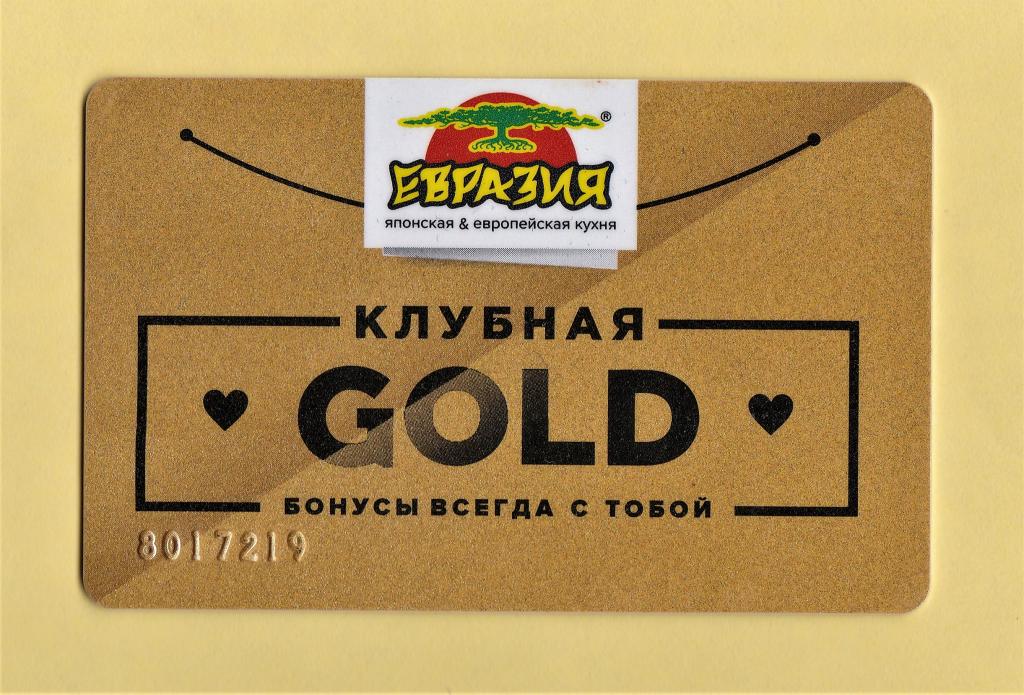 ЕВРАЗИЯ®
японская & европейская кухня
КЛУБНАЯ
GOLD
БОНУСЫ ВСЕГДА С ТОБОЙ
8017219